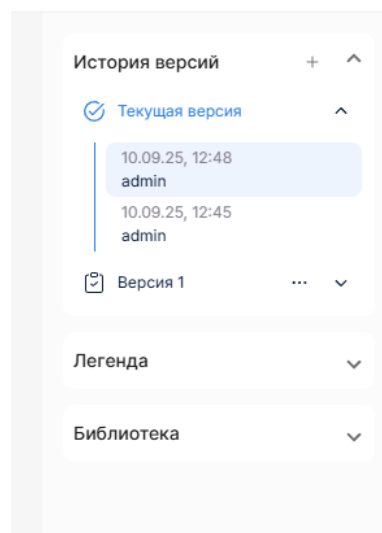 История версий
Текущая версия
10.09.25, 12:48
admin
10.09.25, 12:45
admin
Версия 1
Легенда
Библиотека